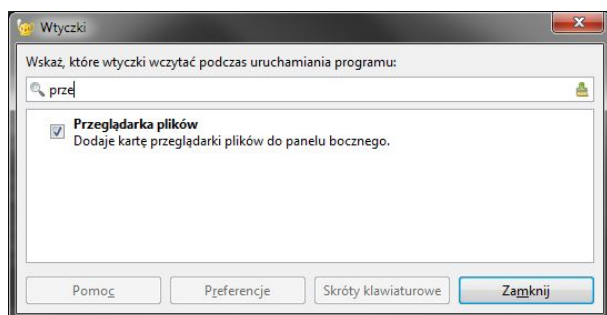 Wtyczki
Wskaż, które wtyczki wczytać podczas uruchamiania programu:
prze
Przeglądarka plików
Dodaje kartę przeglądarki plików do panelu bocznego.
Pomoc
Preferencje
Skróty klawiaturowe
Zamknij